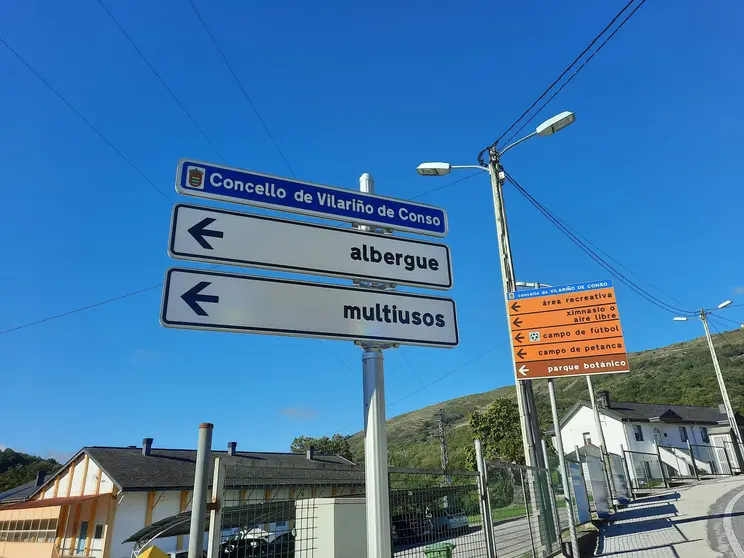 Concello de Vilariño de Conso
albergue
multiusos
concello de VILARIÑO DE CONSO
área recreativa
ximnasio o
aire libre
campo de fútbol
campo de petanca
parque botánico